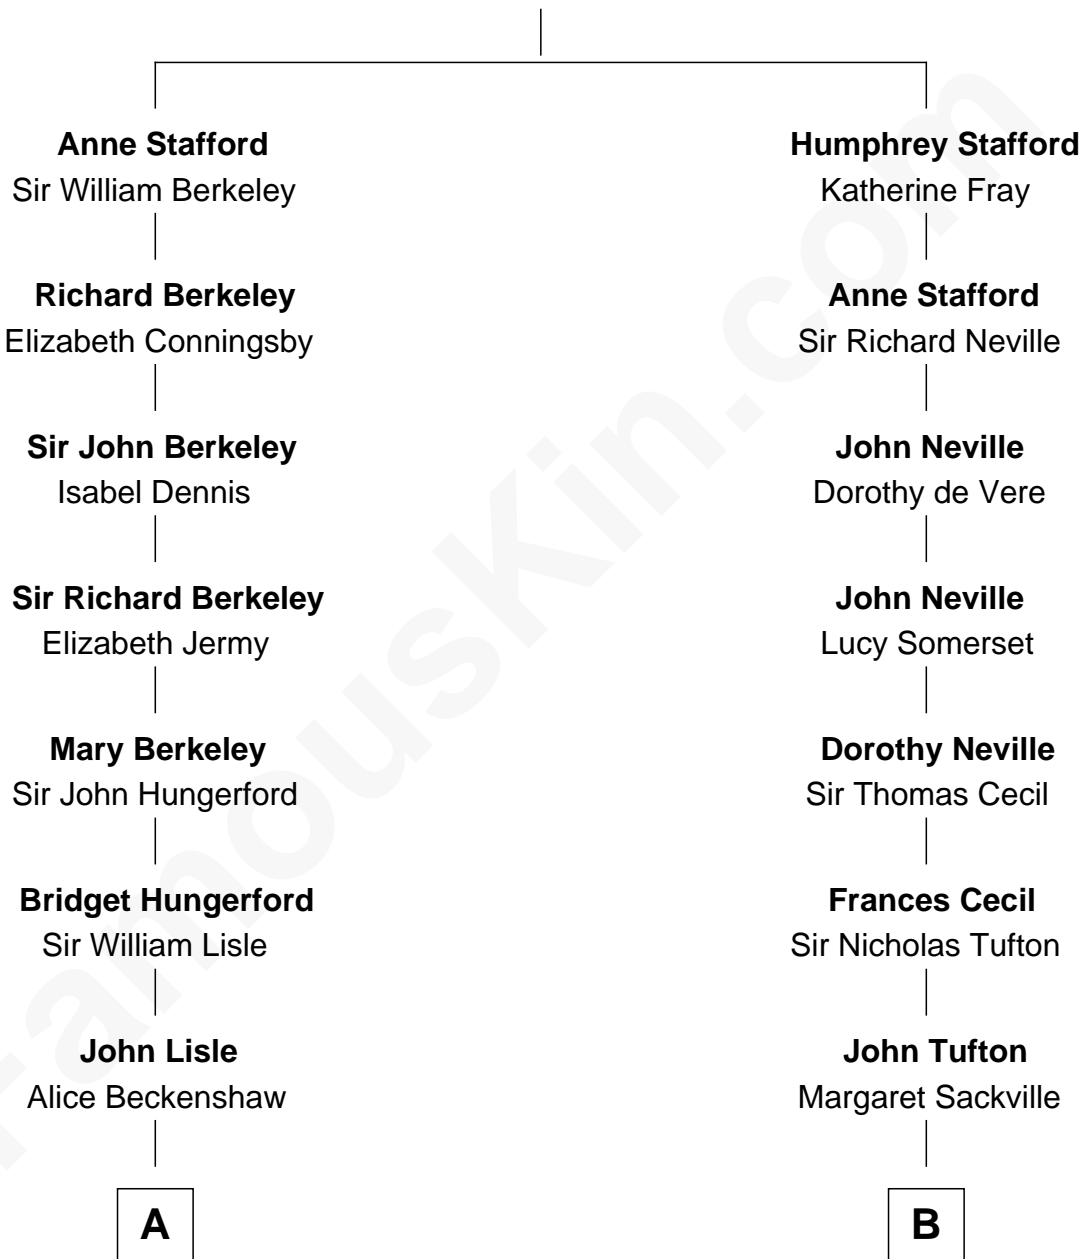 Anne Stafford
Sir William Berkeley
Richard Berkeley
Elizabeth Conningsby
Sir John Berkeley
Isabel Dennis
Sir Richard Berkeley
Elizabeth Jermy
Mary Berkeley
Sir John Hungerford
Bridget Hungerford
Sir William Lisle
John Lisle
Alice Beckenshaw
A
Humphrey Stafford
Katherine Fray
Anne Stafford
Sir Richard Neville
John Neville
Dorothy de Vere
John Neville
Lucy Somerset
Dorothy Neville
Sir Thomas Cecil
Frances Cecil
Sir Nicholas Tufton
John Tufton
Margaret Sackville
B
FamousKin.com